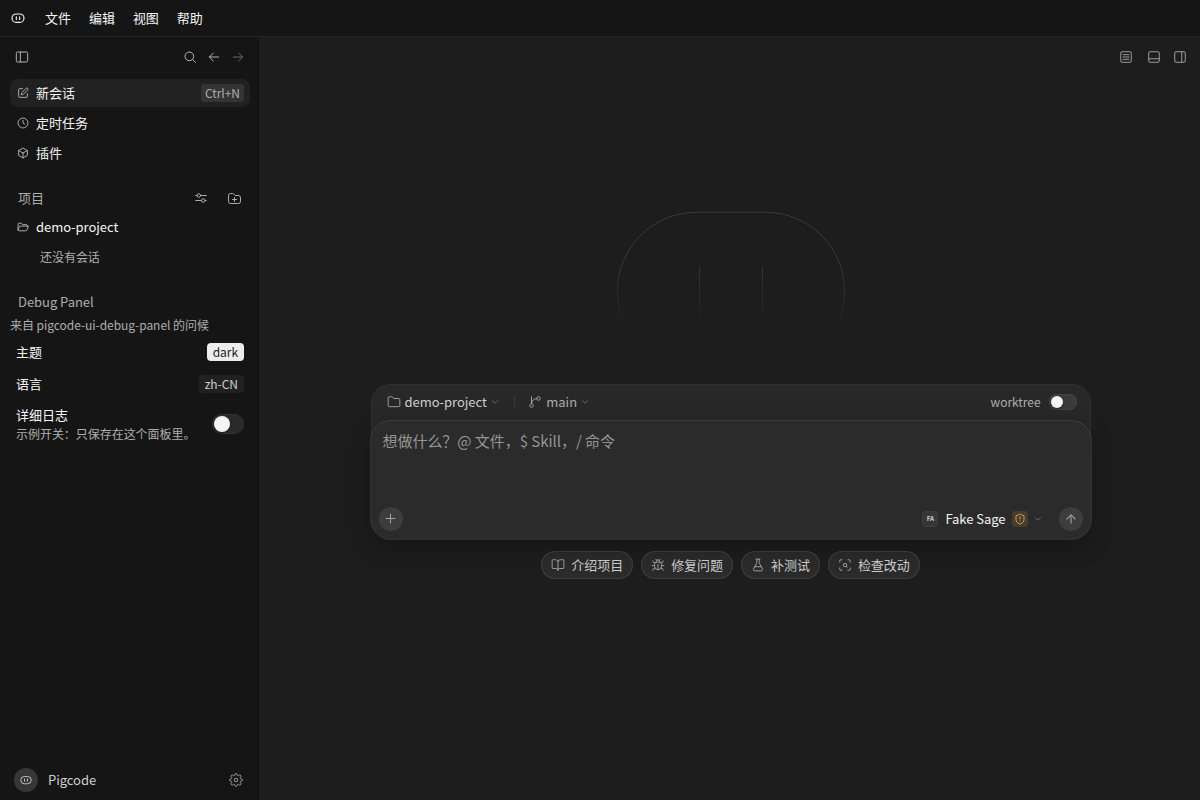 文件 编辑 视图 帮助
新会话 Ctrl+N
定时任务
插件
项目
demo-project
还没有会话
Debug Panel
来自 pigcode-ui-debug-panel 的问候
主题 dark
语言 zh-CN
详细日志
示例开关：只保存在这个面板里。
demo-project main worktree
想做什么？@ 文件，$ Skill，/ 命令
FA Fake Sage
介绍项目 修复问题 补测试 检查改动
Pigcode